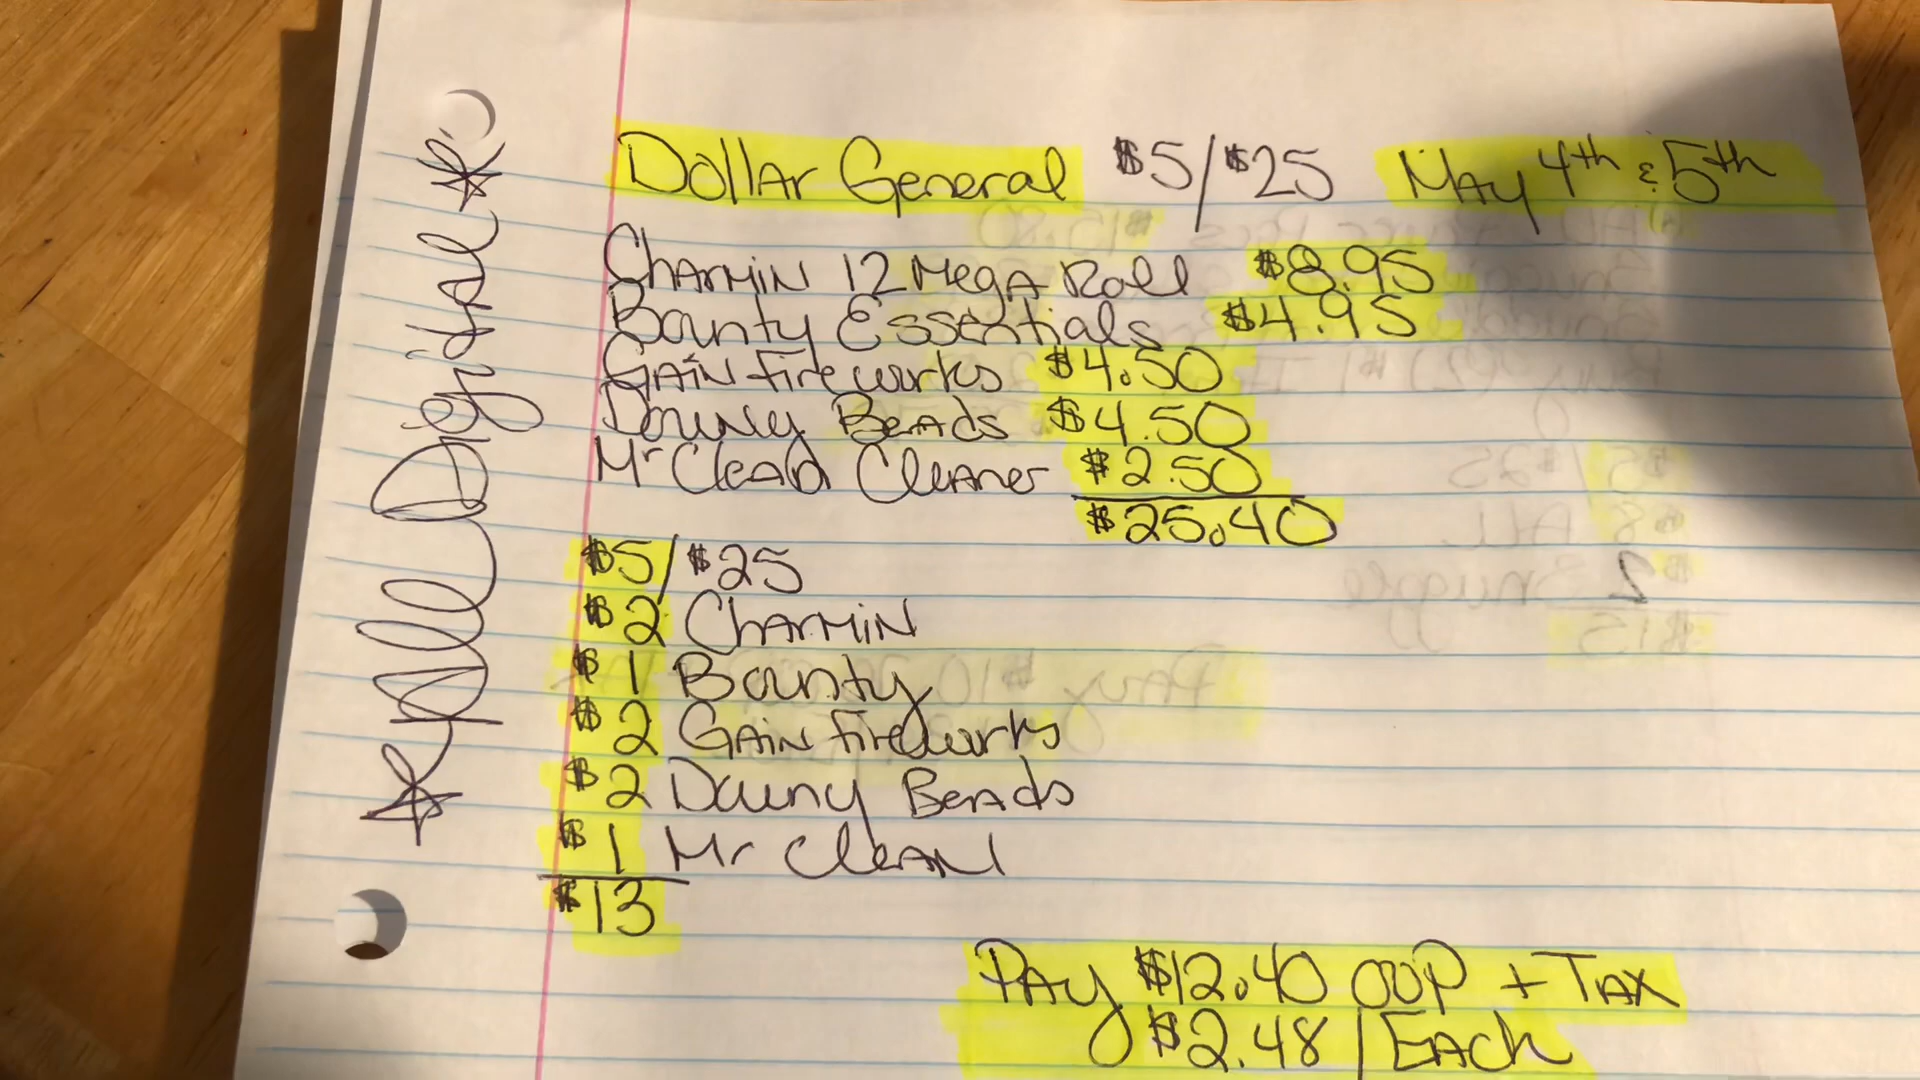 Dollar General $5/$25 May 4th & 5th
Charmin 12 Mega Roll $8.95
Bounty Essentials $4.95
Gain fireworks $4.50
Downy Beads $4.50
Mr Clean Cleaner $2.50
$25.40
$5/$25
$2 Charmin
$1 Bounty
$2 Gain fireworks
$2 Downy Beads
$1 Mr Clean
$13
Pay $12.40 OOP + Tax
$2.48/Each
*All Digital*